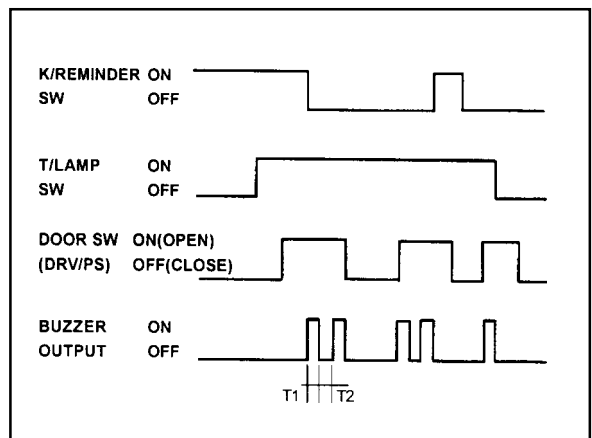 K/REMINDER ON
SW OFF
T/LAMP ON
SW OFF
DOOR SW ON(OPEN)
(DRV/PS) OFF(CLOSE)
BUZZER ON
OUTPUT OFF
T1 T2